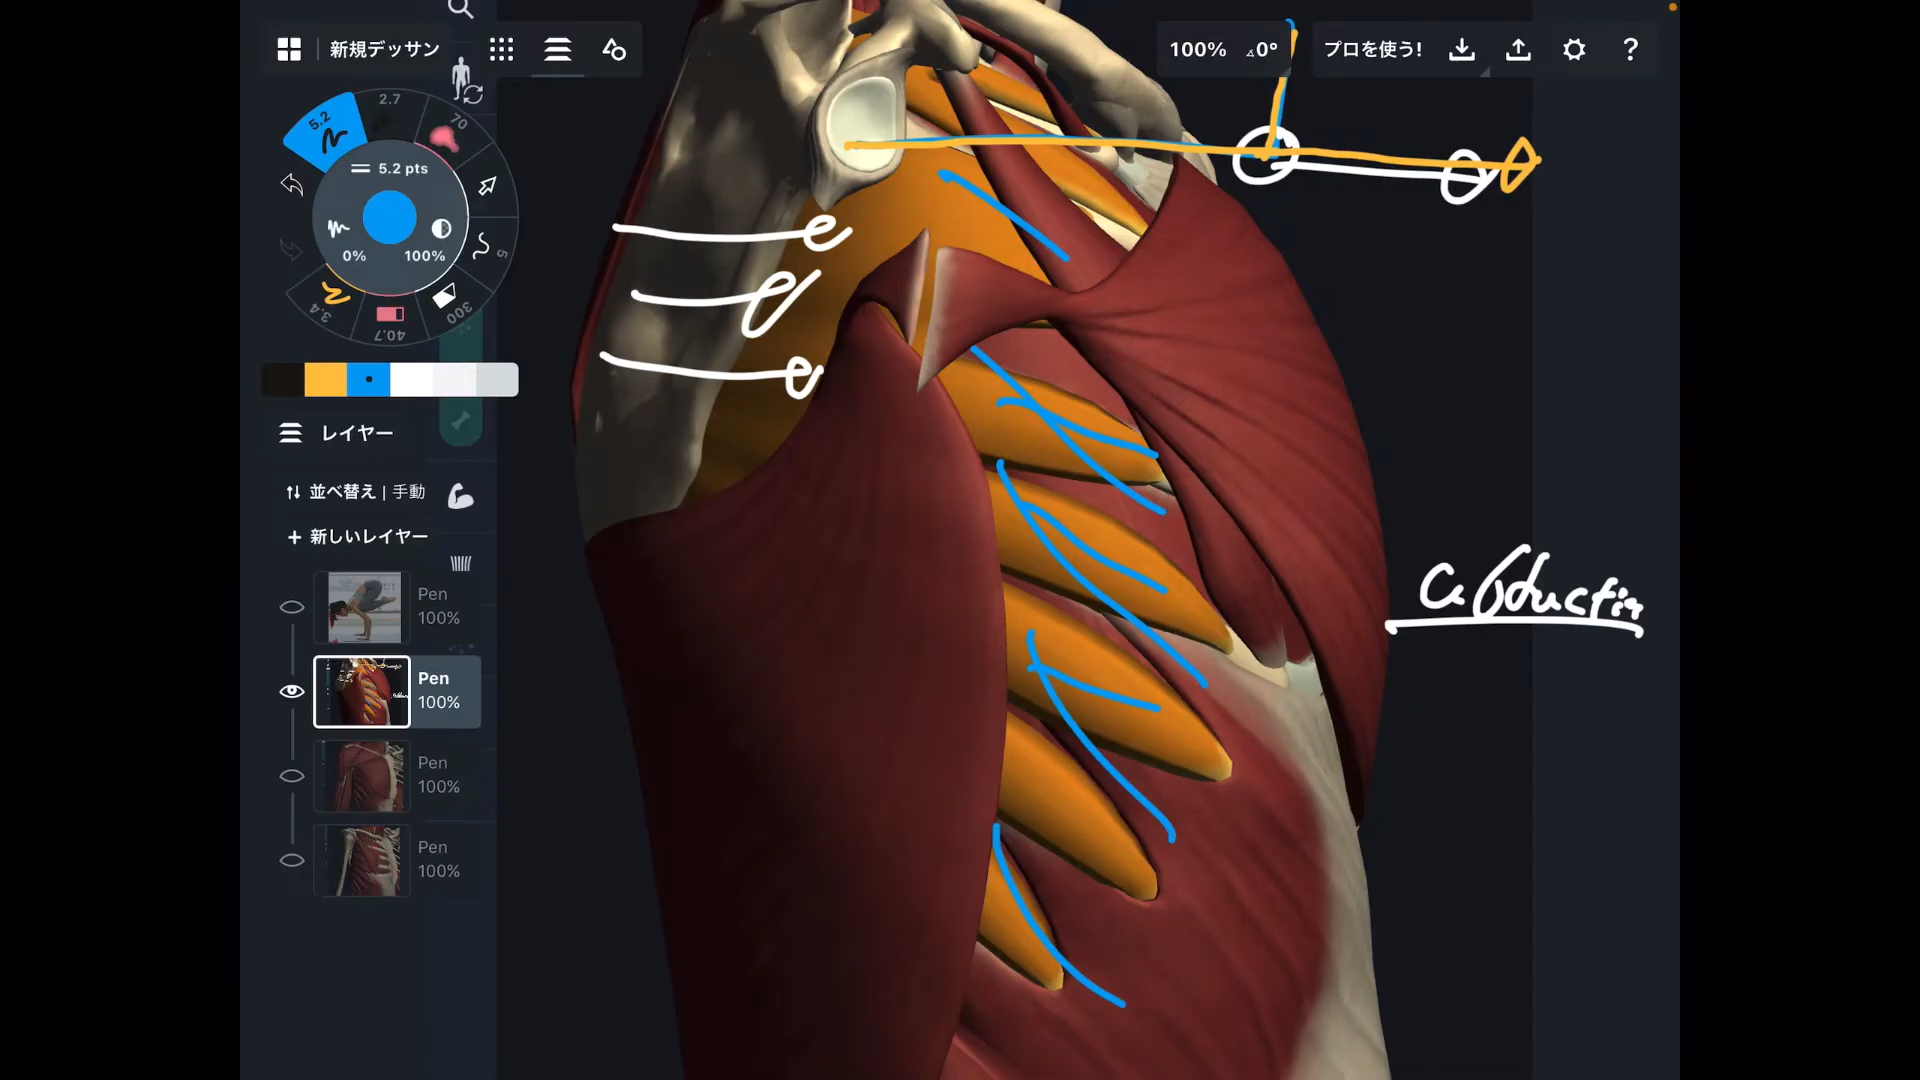 新規デッサン
100% ⊿0° プロを使う! ?
2.7
5.2
70
5.2 pts
5
0% 100%
3.4
40.7
300
レイヤー
並べ替え | 手動
+ 新しいレイヤー
Pen
100%
Pen
100%
Pen
100%
Pen
100%
abduction